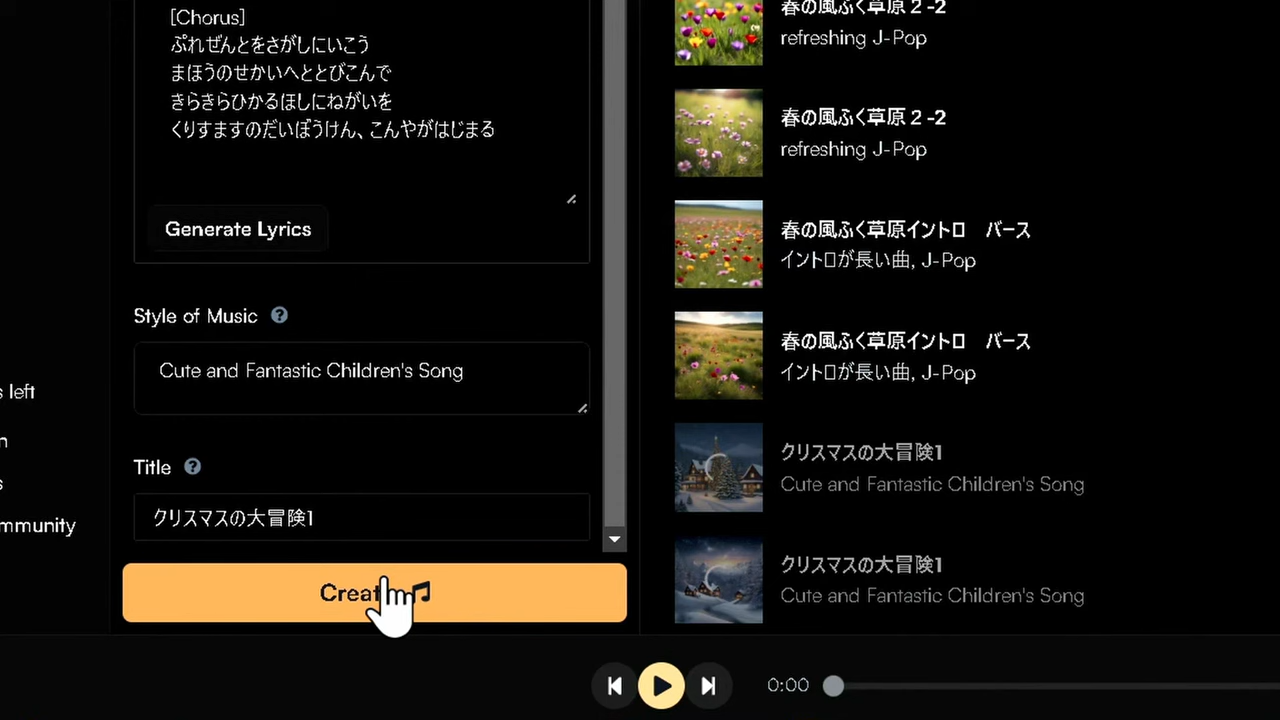 [Chorus]
ぷれぜんとをさがしにいこう
まほうのせかいへととびこんで
きらきらひかるほしにねがいを
くりすますのだいぼうけん、こんやがはじまる
Generate Lyrics
Style of Music
Cute and Fantastic Children's Song
Title
クリスマスの大冒険1
s left
mmunity
春の風ふく草原２-2
refreshing J-Pop
春の風ふく草原２-2
refreshing J-Pop
春の風ふく草原イントロ　バース
イントロが長い曲, J-Pop
春の風ふく草原イントロ　バース
イントロが長い曲, J-Pop
クリスマスの大冒険1
Cute and Fantastic Children's Song
クリスマスの大冒険1
Cute and Fantastic Children's Song
0:00